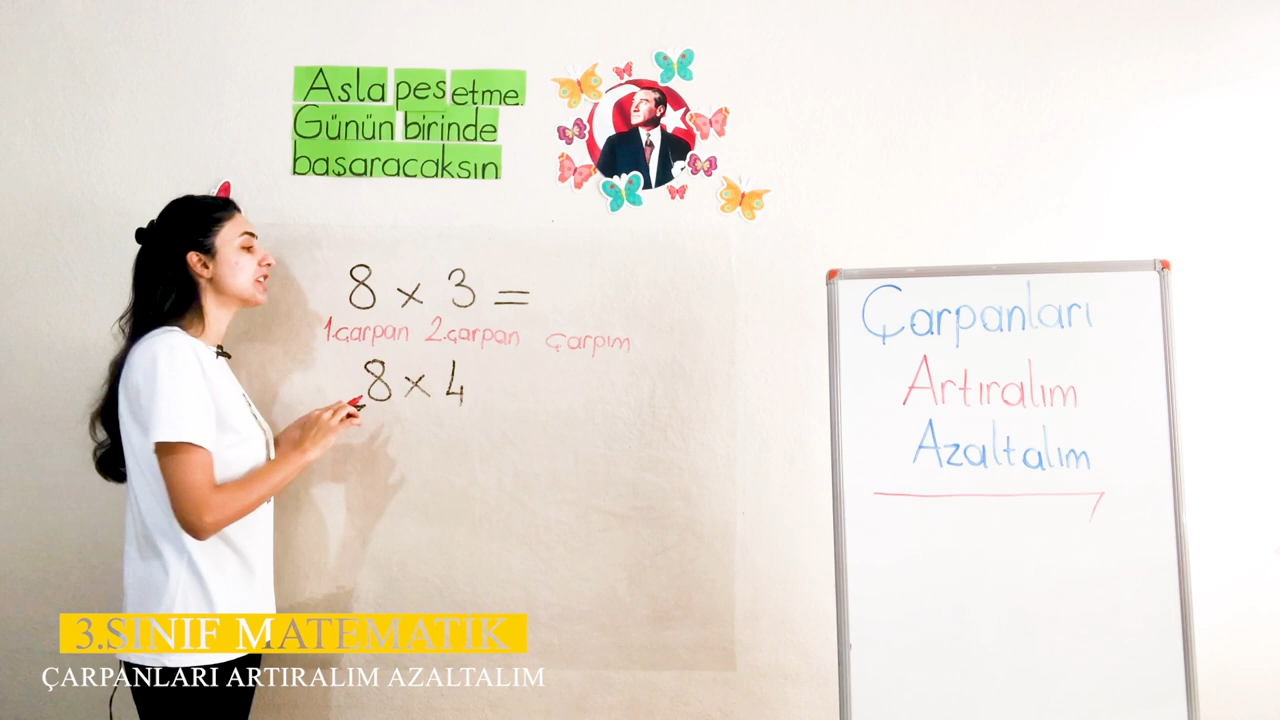 Asla pes etme.
Günün birinde
başaracaksın
8 x 3 =
1.çarpan 2.çarpan çarpım
8 x 4
Çarpanları
Artıralım
Azaltalım
3.SINIF MATEMATİK
ÇARPANLARI ARTIRALIM AZALTALIM